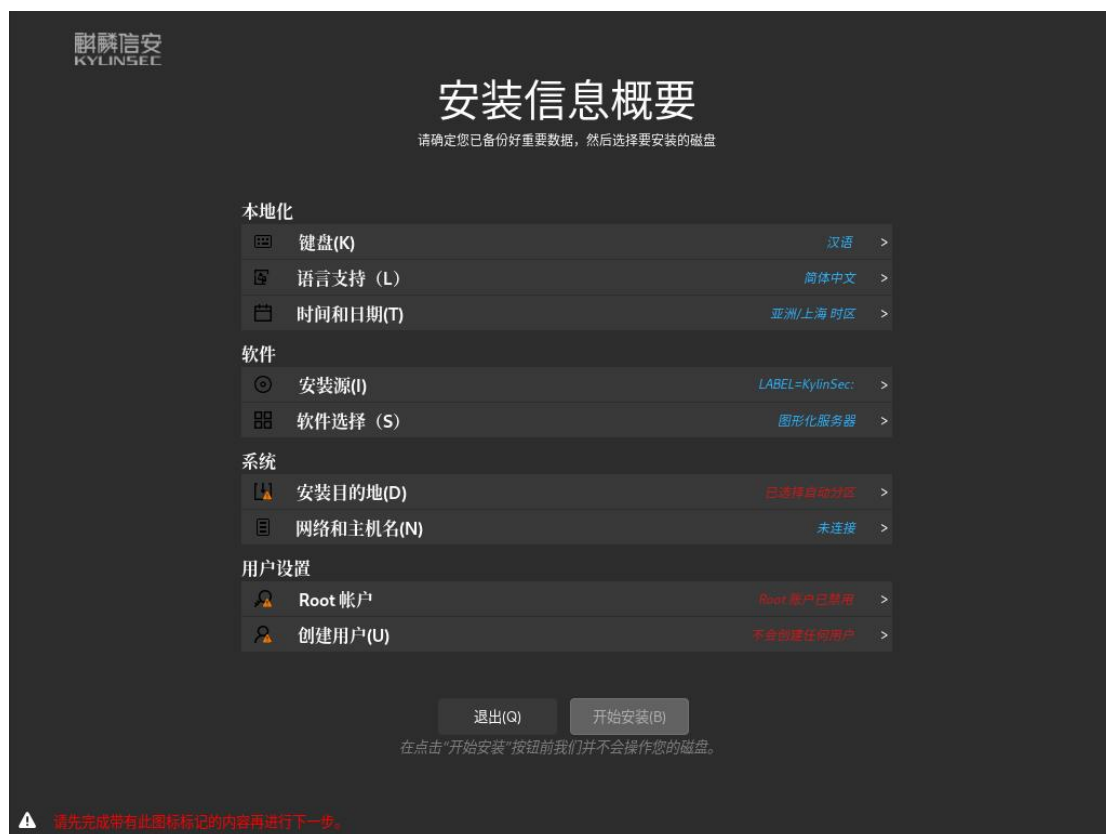 麒麟信安
KYLINSEC
安装信息概要
请确定您已备份好重要数据，然后选择要安装的磁盘
本地化
键盘(K) 汉语 >
语言支持（L） 简体中文 >
时间和日期(T) 亚洲/上海 时区 >
软件
安装源(I) LABEL=KylinSec: >
软件选择（S） 图形化服务器 >
系统
安装目的地(D) 已选择自动分区 >
网络和主机名(N) 未连接 >
用户设置
Root 帐户 Root 账户已禁用 >
创建用户(U) 不会创建任何用户 >
退出(Q) 开始安装(B)
在点击“开始安装”按钮前我们并不会操作您的磁盘。
请先完成带有此图标标记的内容再进行下一步。